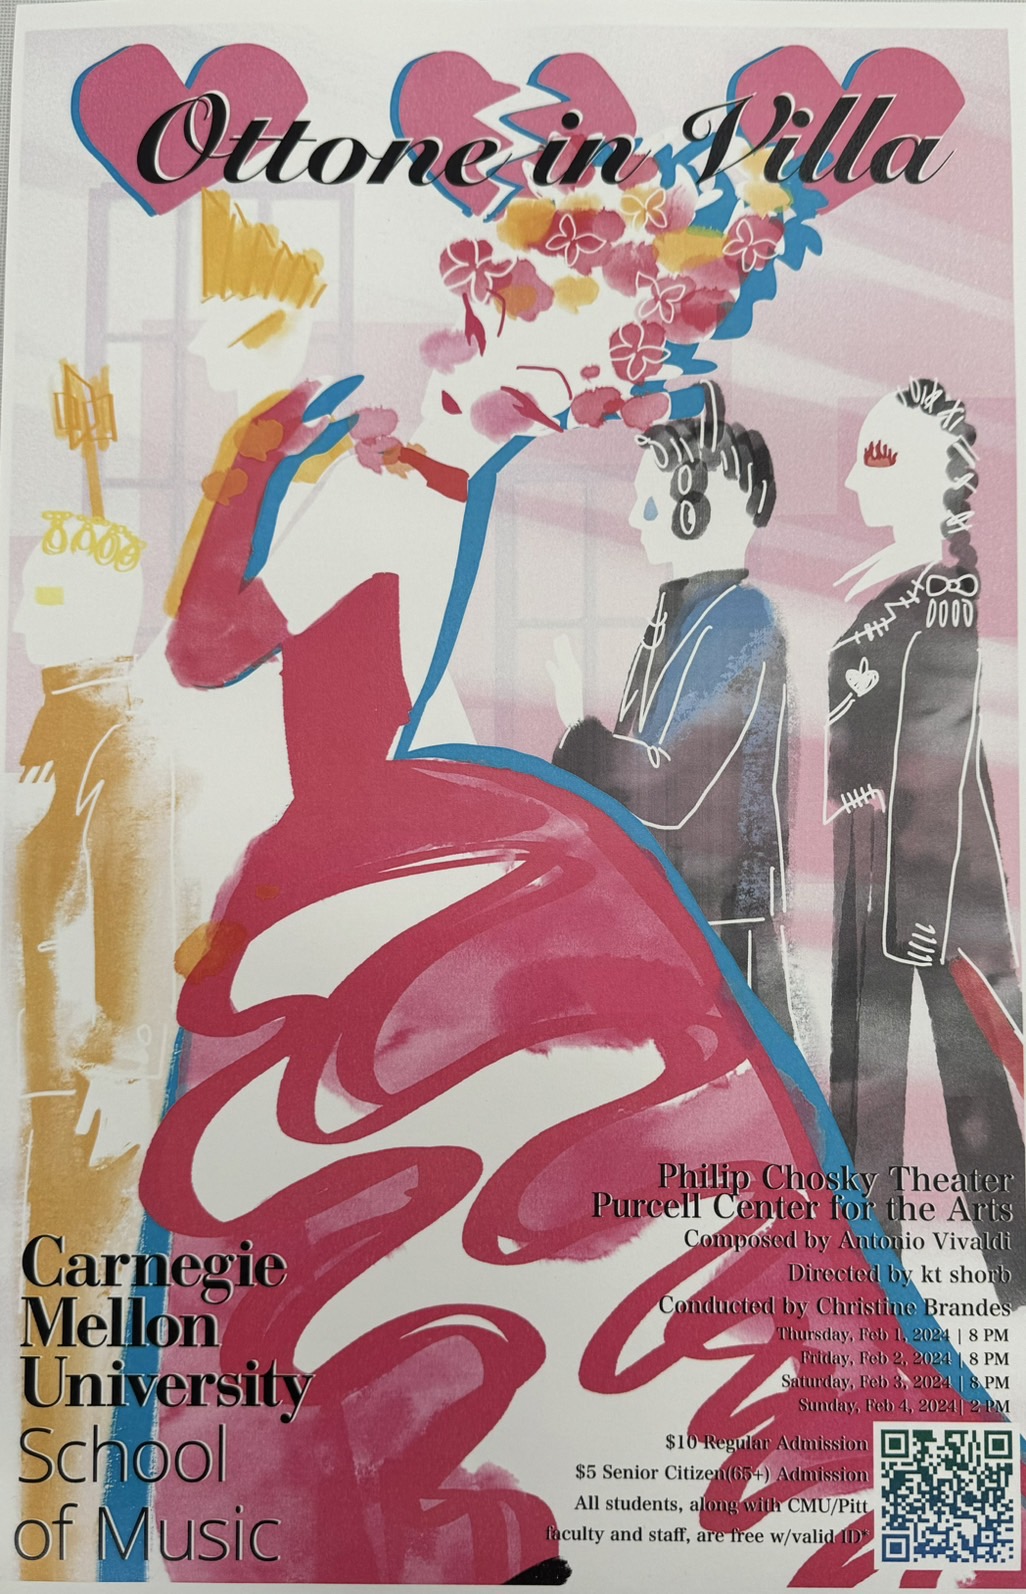 Ottone in Villa
Carnegie
Mellon
University
School
of Music
Philip Chosky Theater
Purcell Center for the Arts
Composed by Antonio Vivaldi
Directed by kt shorb
Conducted by Christine Brandes
Thursday, Feb 1, 2024 | 8 PM
Friday, Feb 2, 2024 | 8 PM
Saturday, Feb 3, 2024 | 8 PM
Sunday, Feb 4, 2024| 2 PM
$10 Regular Admission
$5 Senior Citizen(65+) Admission
All students, along with CMU/Pitt
faculty and staff, are free w/valid ID*